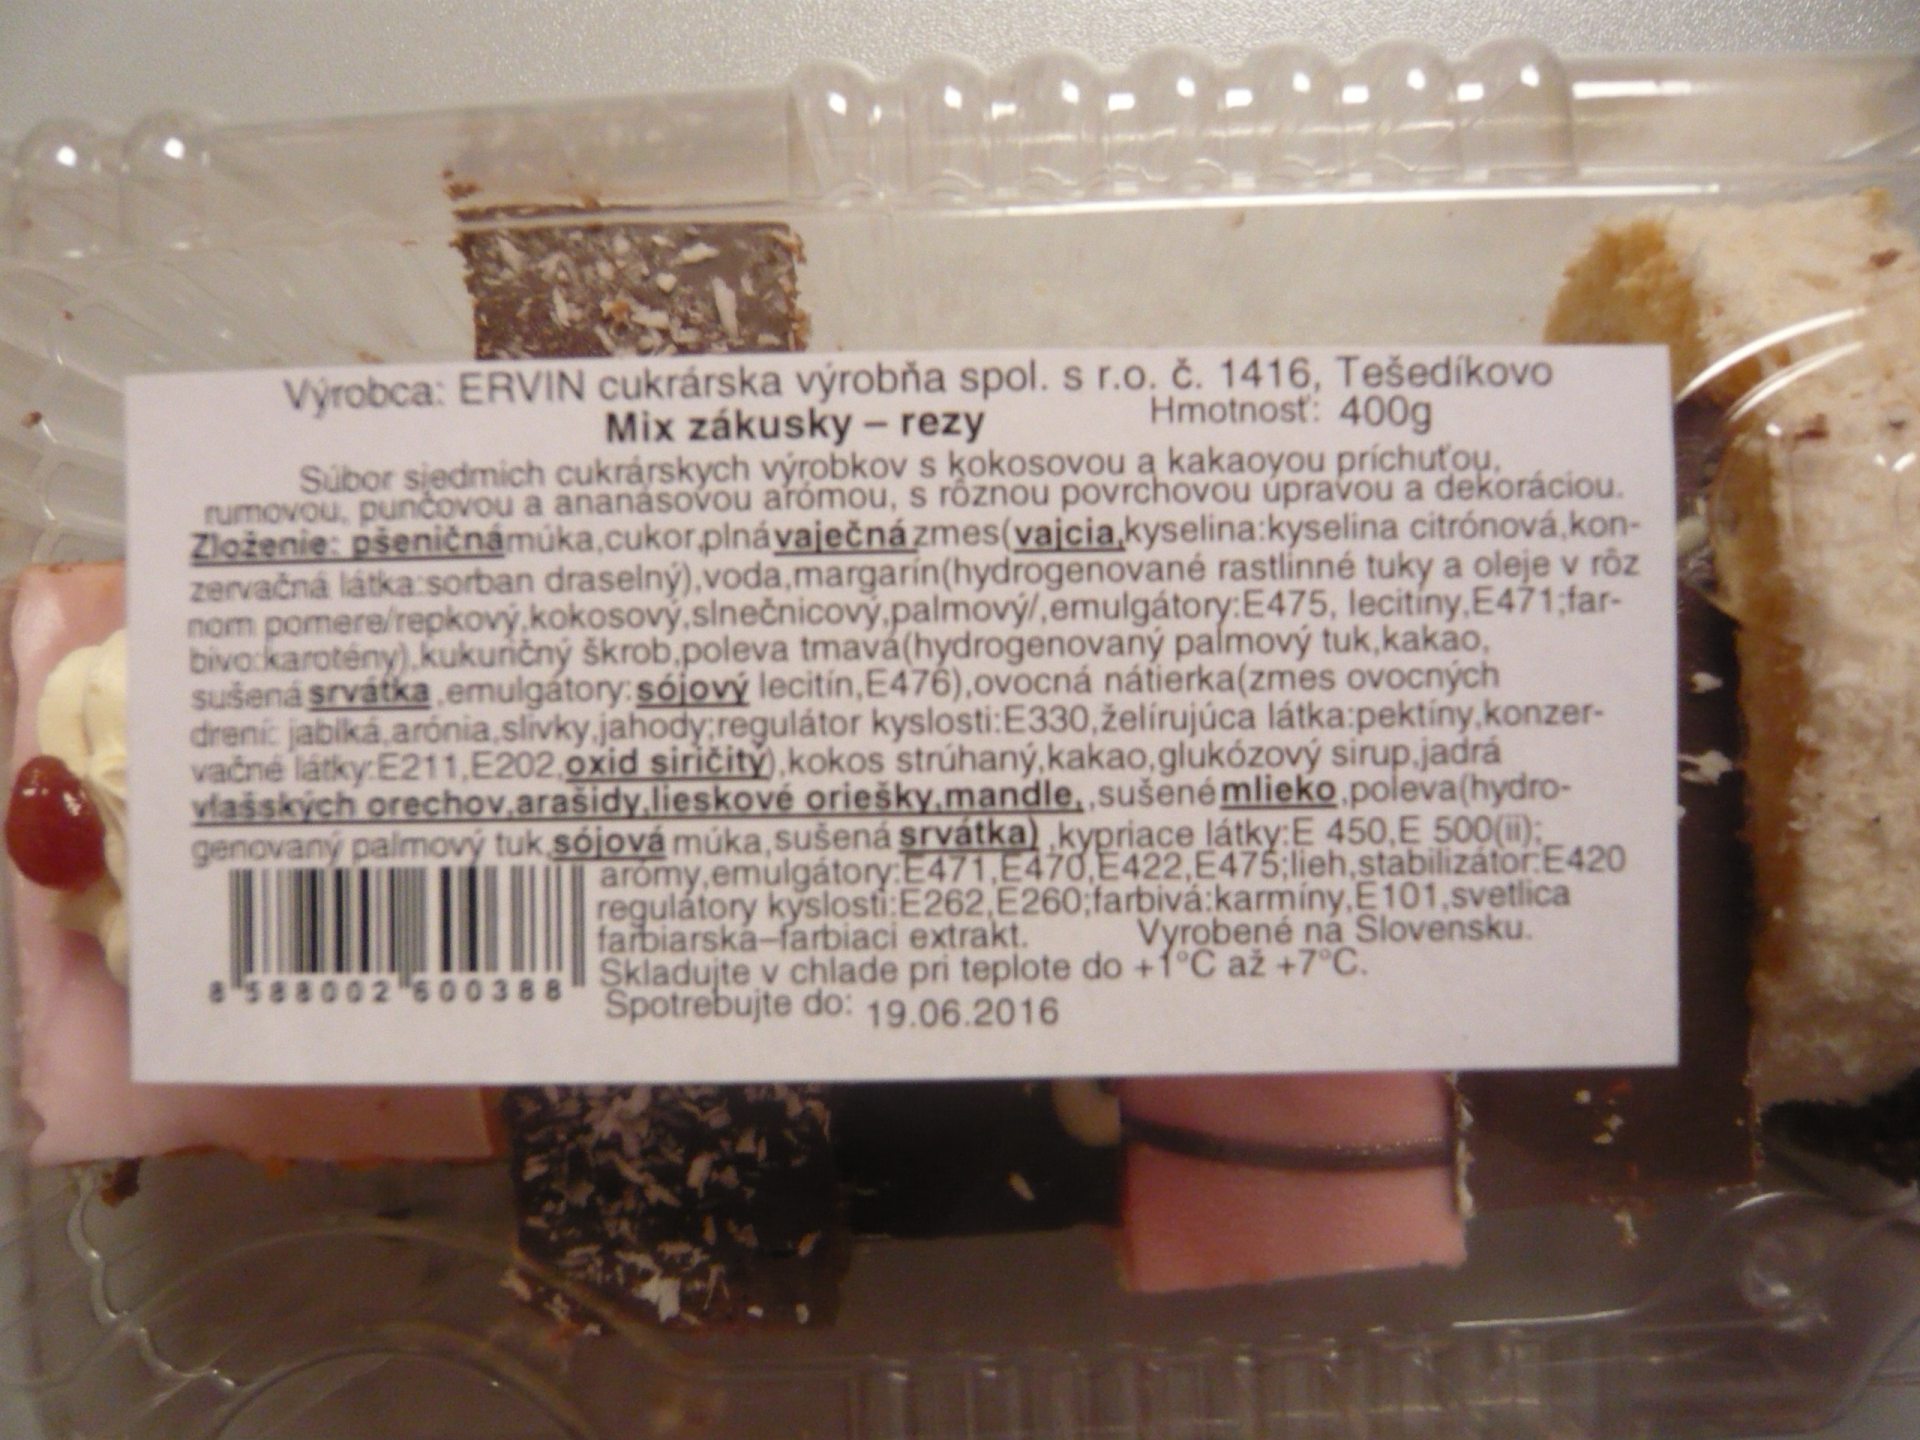 Výrobca: ERVIN cukrárska výrobňa spol. s r.o. č. 1416, Tešedíkovo
Mix zákusky – rezy Hmotnosť: 400g
Súbor siedmich cukrárskych výrobkov s kokosovou a kakaovou príchuťou,
rumovou, punčovou a ananásovou arómou, s rôznou povrchovou úpravou a dekoráciou.
Zloženie: pšeničná múka,cukor,plná vaječná zmes(vajcia,kyselina:kyselina citrónová,kon-
zervačná látka:sorban draselný),voda,margarín(hydrogenované rastlinné tuky a oleje v rôz
nom pomere/repkový,kokosový,slnečnicový,palmový/,emulgátory:E475, lecitíny,E471;far-
bivo:karotény),kukuričný škrob,poleva tmavá(hydrogenovaný palmový tuk,kakao,
sušená srvátka ,emulgátory: sójový lecitín,E476),ovocná nátierka(zmes ovocných
drení: jablká,arónia,slivky,jahody;regulátor kyslosti:E330,želírujúca látka:pektíny,konzer-
vačné látky:E211,E202,oxid siričitý),kokos strúhaný,kakao,glukózový sirup,jadrá
vlašských orechov,arašidy,lieskové oriešky,mandle, ,sušené mlieko ,poleva(hydro-
genovaný palmový tuk,sójová múka,sušená srvátka) ,kypriace látky:E 450,E 500(ii);
arómy,emulgátory:E471,E470,E422,E475;lieh,stabilizátor:E420
regulátory kyslosti:E262,E260;farbivá:karmíny,E101,svetlica
farbiarska–farbiaci extrakt. Vyrobené na Slovensku.
Skladujte v chlade pri teplote do +1°C až +7°C.
8 588002 600388
Spotrebujte do: 19.06.2016